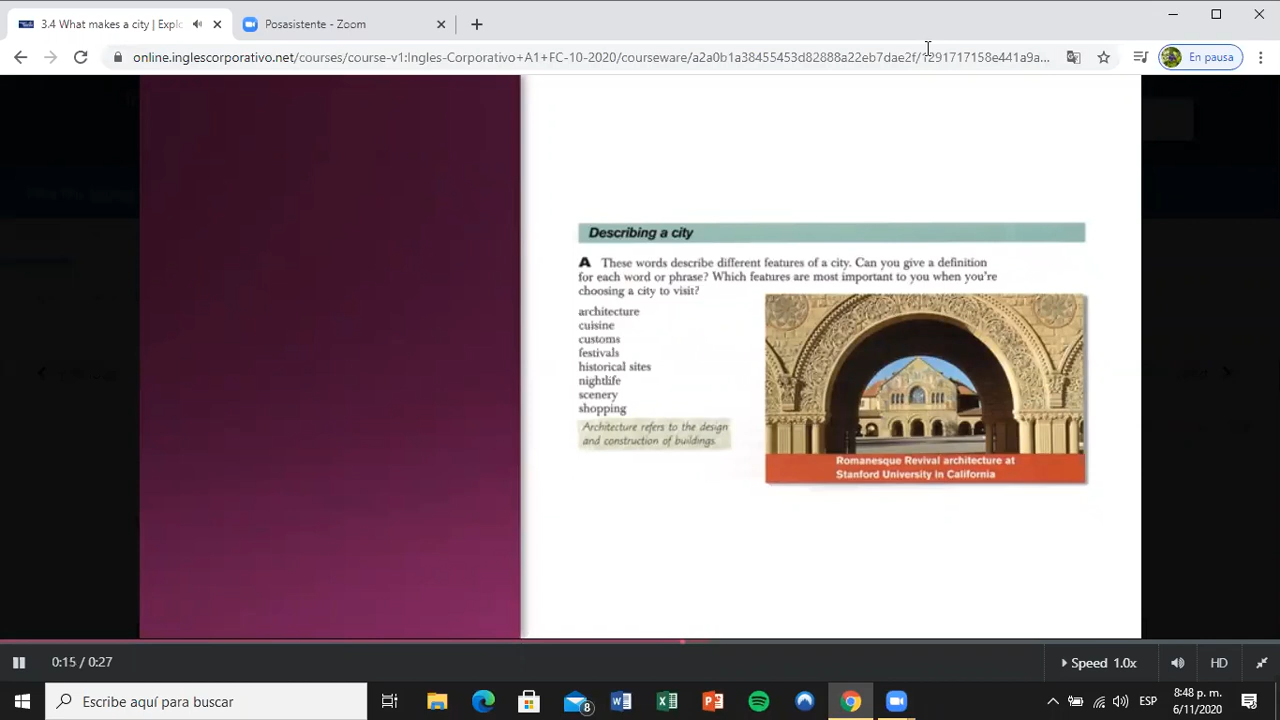 3.4 What makes a city | Explo
Posasistente - Zoom
online.inglescorporativo.net/courses/course-v1:Ingles-Corporativo+A1+FC-10-2020/courseware/a2a0b1a38455453d82888a22eb7dae2f/1291717158e441a9a...
En pausa
Describing a city
A These words describe different features of a city. Can you give a definition
for each word or phrase? Which features are most important to you when you're
choosing a city to visit?
architecture
cuisine
customs
festivals
historical sites
nightlife
scenery
shopping
Architecture refers to the design
and construction of buildings.
Romanesque Revival architecture at
Stanford University in California
0:15 / 0:27
Speed 1.0x
HD
Escribe aquí para buscar
8
ESP
8:48 p. m.
6/11/2020